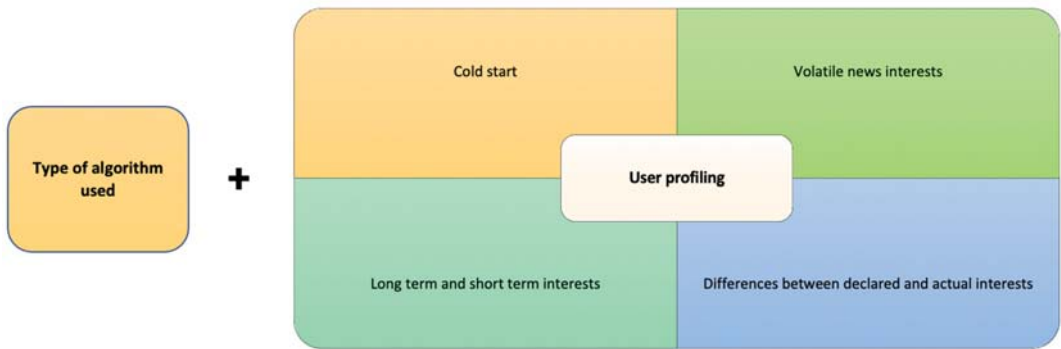 Type of algorithm
used
+
Cold start
Volatile news interests
User profiling
Long term and short term interests
Differences between declared and actual interests